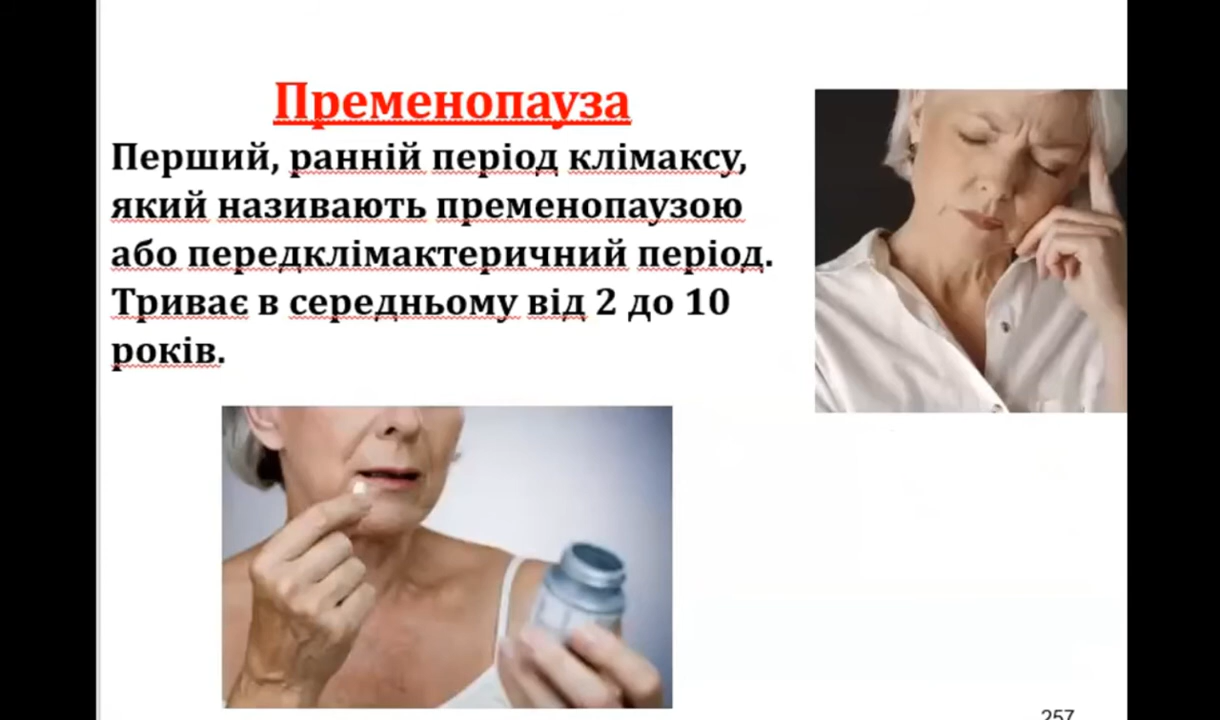 Пременопауза
Перший, ранній період клімаксу,
який називають пременопаузою
або передклімактеричний період.
Триває в середньому від 2 до 10
років.
257